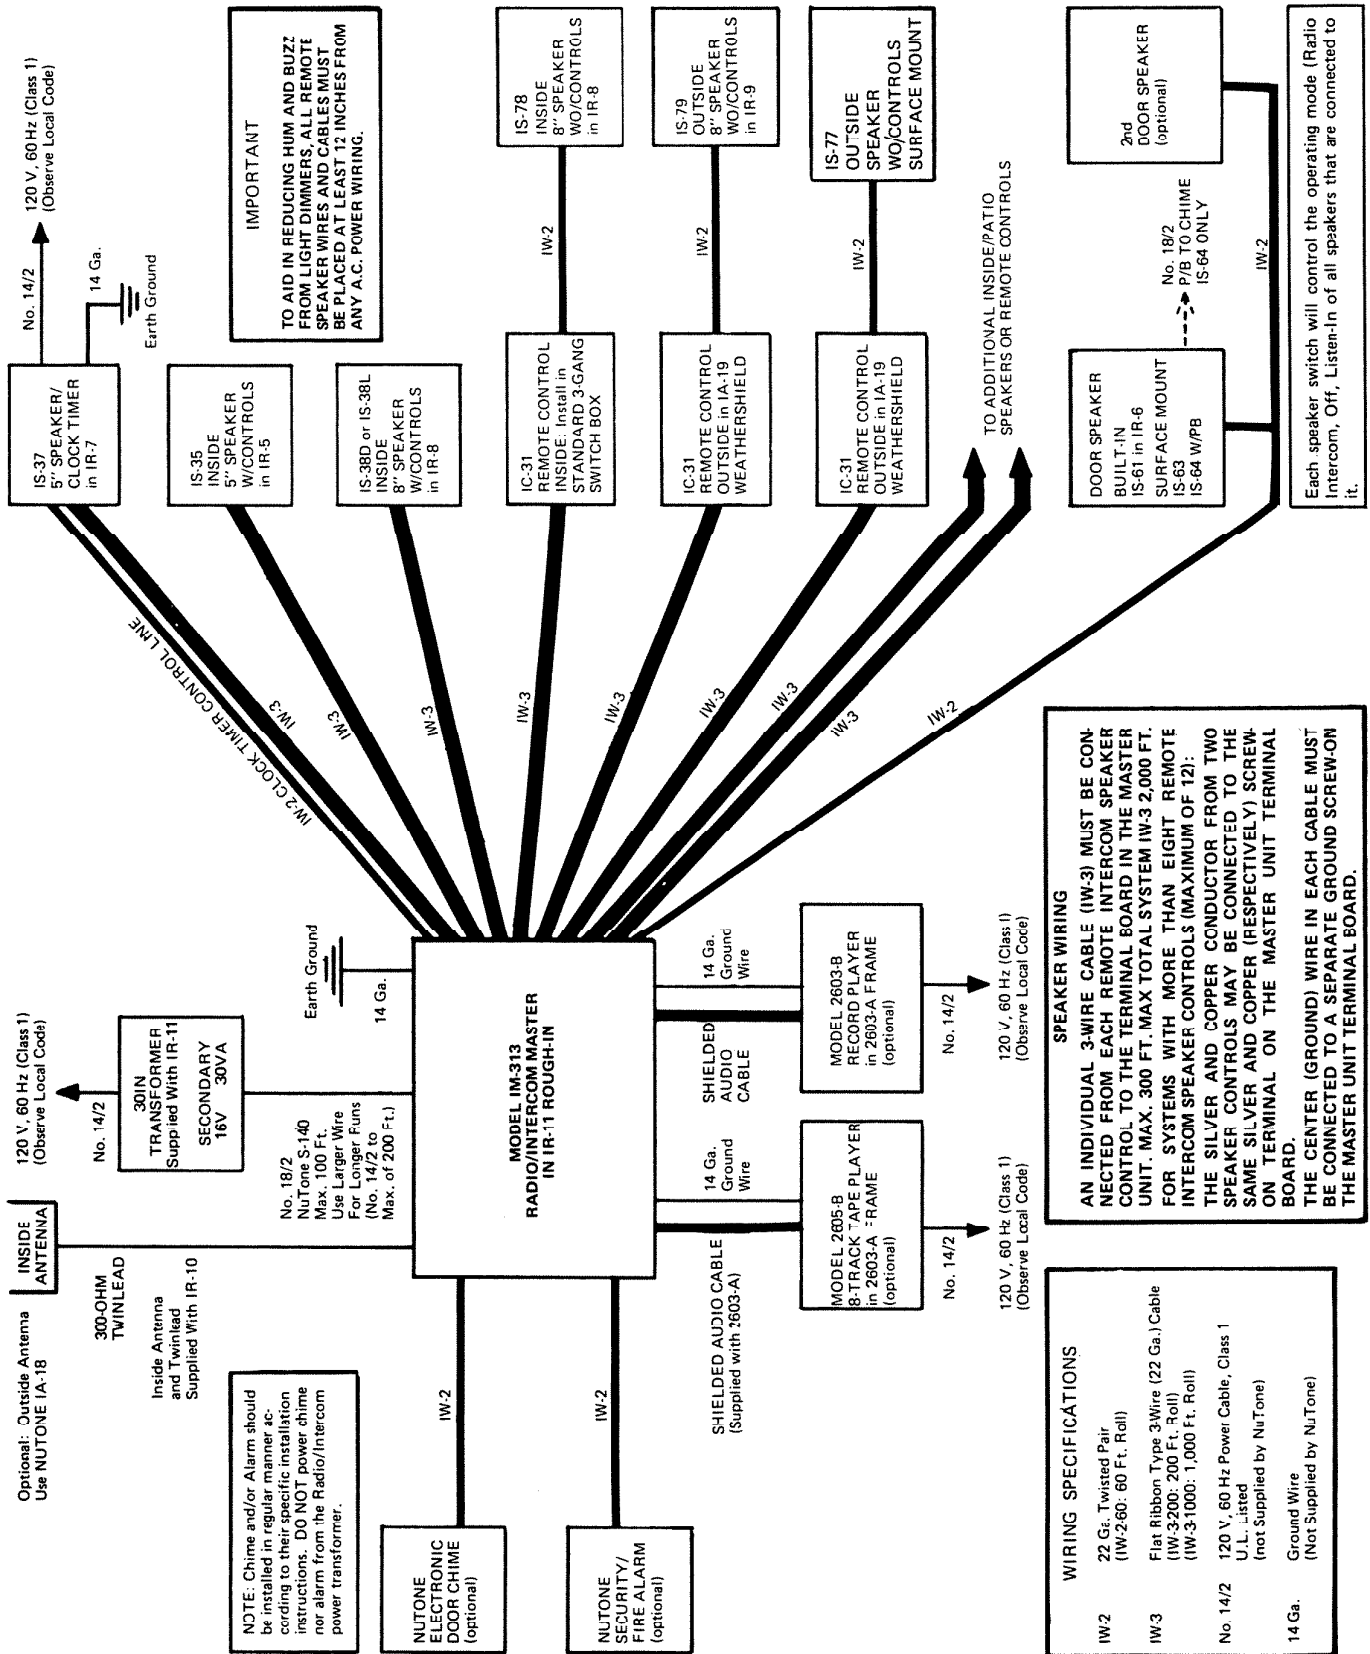 Optional: Outside Antenna
Use NUTONE IA-18
INSIDE
ANTENNA
300-OHM
TWINLEAD
Inside Antenna
and Twinlead
Supplied With IR-10
120 V, 60 Hz (Class 1)
(Observe Local Code)
No. 14/2
30IN
TRANSFORMER
Supplied With IR-11
SECONDARY
16V 30VA
No. 18/2
NuTone S-140
Max. 100 Ft.
Use Larger Wire
For Longer Runs
(No. 14/2 to
Max. of 200 Ft.)
Earth Ground
14 Ga.
NOTE: Chime and/or Alarm should
be installed in regular manner ac-
cording to their specific installation
instructions. DO NOT power chime
nor alarm from the Radio/Intercom
power transformer.
NUTONE
ELECTRONIC
DOOR CHIME
(optional)
IW-2
NUTONE
SECURITY/
FIRE ALARM
(optional)
IW-2
MODEL IM-313
RADIO/INTERCOM MASTER
IN IR-11 ROUGH-IN
SHIELDED AUDIO CABLE
(Supplied with 2603-A)
14 Ga.
Ground
Wire
MODEL 2605-B
8-TRACK TAPE PLAYER
in 2603-A FRAME
(optional)
No. 14/2
120 V, 60 Hz (Class 1)
(Observe Local Code)
SHIELDED
AUDIO
CABLE
14 Ga.
Ground
Wire
MODEL 2603-B
RECORD PLAYER
in 2603-A FRAME
(optional)
No. 14/2
120 V, 60 Hz (Class I)
(Observe Local Code)
IW-2 CLOCK TIMER CONTROL LINE
IW-3
IW-3
IW-3
IW-3
IW-3
IW-3
IW-3
IW-3
IW-2
IS-37
5" SPEAKER/
CLOCK TIMER
in IR-7
No. 14/2
120 V, 60 Hz (Class 1)
(Observe Local Code)
14 Ga.
Earth Ground
IS-35
INSIDE
5" SPEAKER
W/CONTROLS
in IR-5
IS-38D or IS-38L
INSIDE
8" SPEAKER
W/CONTROLS
in IR-8
IMPORTANT
TO AID IN REDUCING HUM AND BUZZ
FROM LIGHT DIMMERS, ALL REMOTE
SPEAKER WIRES AND CABLES MUST
BE PLACED AT LEAST 12 INCHES FROM
ANY A.C. POWER WIRING.
IC-31
REMOTE CONTROL
INSIDE: Install in
STANDARD 3-GANG
SWITCH BOX
IW-2
IS-78
INSIDE
8" SPEAKER
WO/CONTROLS
in IR-8
IC-31
REMOTE CONTROL
OUTSIDE in IA-19
WEATHERSHIELD
IW-2
IS-79
OUTSIDE
8" SPEAKER
WO/CONTROLS
in IR-9
IC-31
REMOTE CONTROL
OUTSIDE in IA-19
WEATHERSHIELD
IW-2
IS-77
OUTSIDE
SPEAKER
WO/CONTROLS
SURFACE MOUNT
TO ADDITIONAL INSIDE/PATIO
SPEAKERS OR REMOTE CONTROLS
DOOR SPEAKER
BUILT-IN
IS-61 in IR-6
SURFACE MOUNT
IS-63
IS-64 W/PB
No. 18/2
P/B TO CHIME
IS-64 ONLY
2nd
DOOR SPEAKER
(optional)
IW-2
Each speaker switch will control the operating mode (Radio
Intercom, Off, Listen-In of all speakers that are connected to
it.
WIRING SPECIFICATIONS
IW-2 22 Ga. Twisted Pair
(IW-2-60: 60 Ft. Roll)
IW-3 Flat Ribbon Type 3-Wire (22 Ga.) Cable
(IW-3-200: 200 Ft. Roll)
(IW-3-1000: 1,000 Ft. Roll)
No. 14/2 120 V, 60 Hz Power Cable, Class 1
U.L. Listed
(not Supplied by NuTone)
14 Ga. Ground Wire
(Not Supplied by NuTone)
SPEAKER WIRING
AN INDIVIDUAL 3-WIRE CABLE (IW-3) MUST BE CON-
NECTED FROM EACH REMOTE INTERCOM SPEAKER
CONTROL TO THE TERMINAL BOARD IN THE MASTER
UNIT. MAX. 300 FT. MAX TOTAL SYSTEM IW-3 2,000 FT.
FOR SYSTEMS WITH MORE THAN EIGHT REMOTE
INTERCOM SPEAKER CONTROLS (MAXIMUM OF 12):
THE SILVER AND COPPER CONDUCTOR FROM TWO
SPEAKER CONTROLS MAY BE CONNECTED TO THE
SAME SILVER AND COPPER (RESPECTIVELY) SCREW-
ON TERMINAL ON THE MASTER UNIT TERMINAL
BOARD.
THE CENTER (GROUND) WIRE IN EACH CABLE MUST
BE CONNECTED TO A SEPARATE GROUND SCREW-ON
THE MASTER UNIT TERMINAL BOARD.